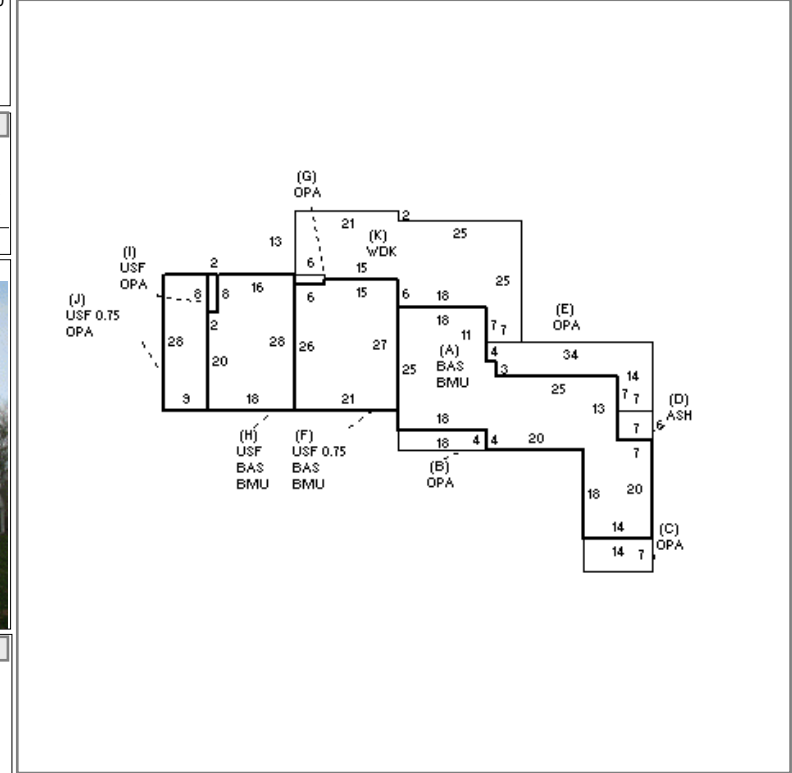 (G)
OPA
2
21
25
(K)
WDK
13
(I)
USF
OPA
2
6
15
16
25
8
8
6
15
6
18
(J)
USF 0.75
OPA
(E)
OPA
18
7
7
2
11
28
28
26
27
(A)
BAS
BMU
4
34
20
25
3
14
25
7
7
9
18
21
13
(D)
ASH
18
7
6
(H)
USF
BAS
BMU
(F)
USF 0.75
BAS
BMU
18
4
4
20
7
(B)
OPA
18
20
14
(C)
OPA
14
7